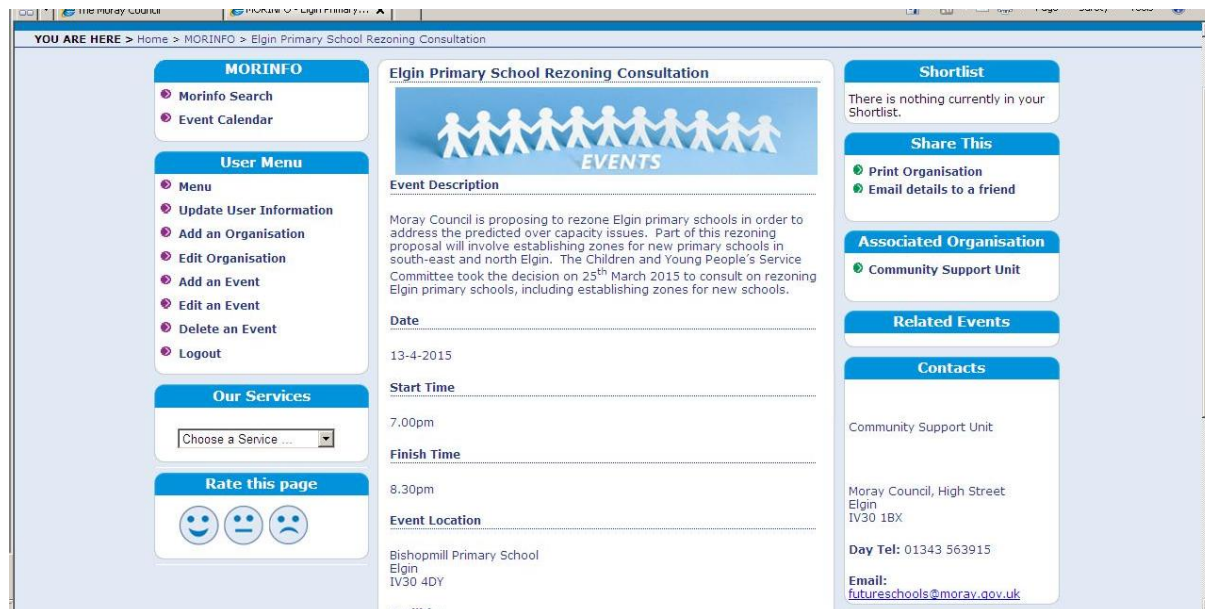 The Moray Council
MORINFO - Elgin Primary...
Page
Safety
Tools
YOU ARE HERE > Home > MORINFO > Elgin Primary School Rezoning Consultation
MORINFO
Morinfo Search
Event Calendar
User Menu
Menu
Update User Information
Add an Organisation
Edit Organisation
Add an Event
Edit an Event
Delete an Event
Logout
Our Services
Choose a Service ...
Rate this page
Elgin Primary School Rezoning Consultation
EVENTS
Event Description
Moray Council is proposing to rezone Elgin primary schools in order to
address the predicted over capacity issues. Part of this rezoning
proposal will involve establishing zones for new primary schools in
south-east and north Elgin. The Children and Young People´s Service
Committee took the decision on 25th March 2015 to consult on rezoning
Elgin primary schools, including establishing zones for new schools.
Date
13-4-2015
Start Time
7.00pm
Finish Time
8.30pm
Event Location
Bishopmill Primary School
Elgin
IV30 4DY
Shortlist
There is nothing currently in your
Shortlist.
Share This
Print Organisation
Email details to a friend
Associated Organisation
Community Support Unit
Related Events
Contacts
Community Support Unit
Moray Council, High Street
Elgin
IV30 1BX
Day Tel: 01343 563915
Email:
futureschools@moray.gov.uk